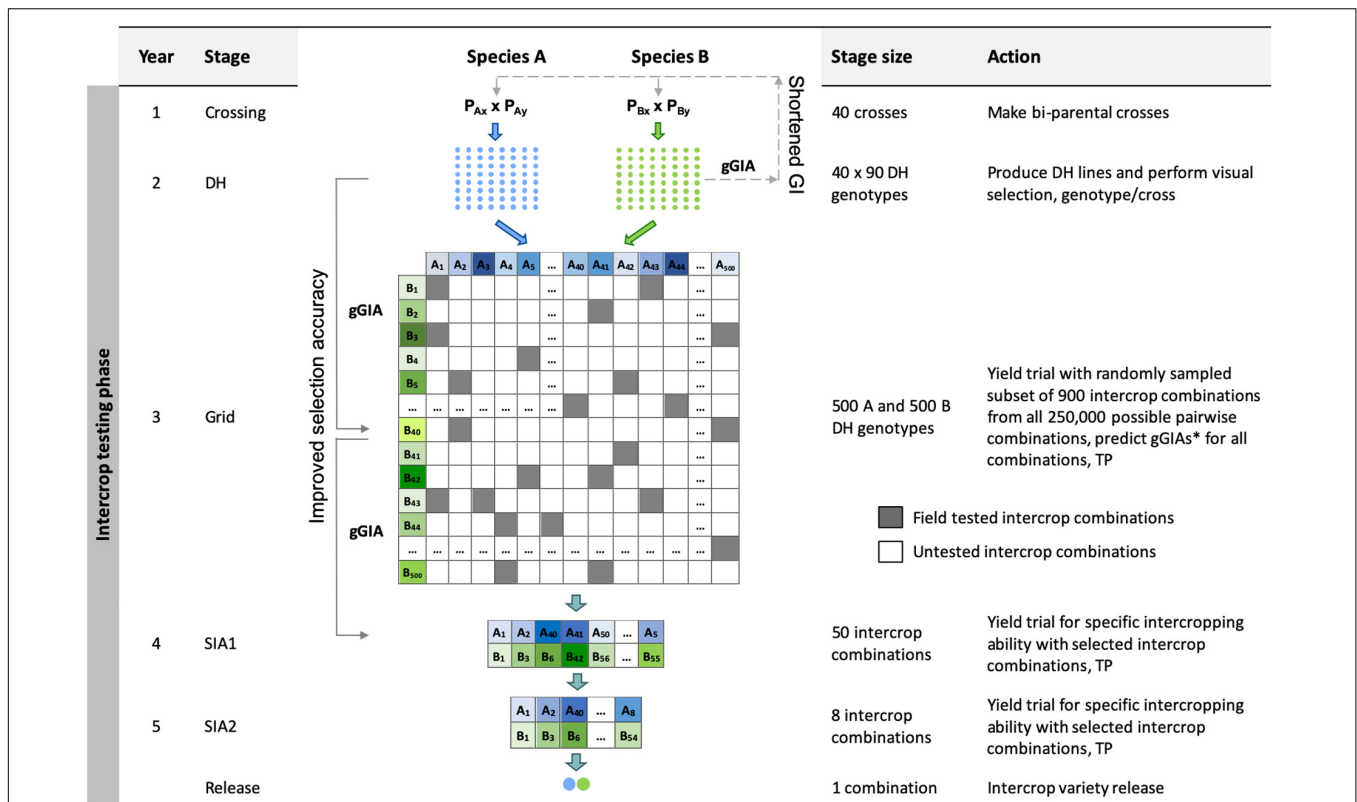 Year Stage Species A Species B Stage size Action
1 Crossing P_Ax x P_Ay P_Bx x P_By 40 crosses Make bi-parental crosses
Shortened GI
gGIA
2 DH 40 x 90 DH
genotypes
Produce DH lines and perform visual
selection, genotype/cross
Intercrop testing phase
Improved selection accuracy
gGIA
gGIA
A1 A2 A3 A4 A5 ... A40 A41 A42 A43 A44 ... A500
B1 ... ...
B2 ... ...
B3 ... ...
B4 ... ...
B5 ... ...
... ... ... ... ... ... ... ...
B40 ... ...
B41 ...
B42 ...
B43 ...
B44 ...
... ... ... ... ... ... ... ... ... ... ... ...
B500
3 Grid
500 A and 500 B
DH genotypes
Yield trial with randomly sampled
subset of 900 intercrop combinations
from all 250,000 possible pairwise
combinations, predict gGIAs* for all
combinations, TP
Field tested intercrop combinations
Untested intercrop combinations
4 SIA1
A1 A2 A40 A41 A50 ... A5
B1 B3 B6 B42 B56 ... B55
50 intercrop
combinations
Yield trial for specific intercropping
ability with selected intercrop
combinations, TP
5 SIA2
A1 A2 A40 ... A8
B1 B3 B6 ... B54
8 intercrop
combinations
Yield trial for specific intercropping
ability with selected intercrop
combinations, TP
Release 1 combination Intercrop variety release